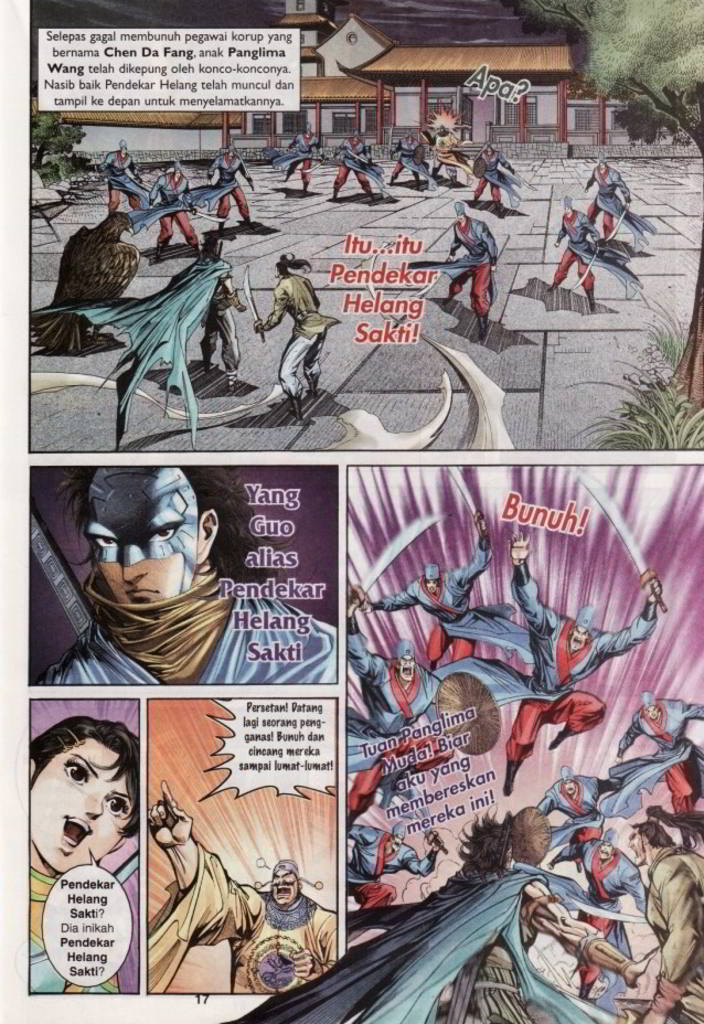 Selepas gagal membunuh pegawai korup yang
bernama Chen Da Fang, anak Panglima
Wang telah dikepung oleh konco-konconya.
Nasib baik Pendekar Helang telah muncul dan
tampil ke depan untuk menyelamatkannya.
Apa?
Itu...itu
Pendekar
Helang
Sakti!
Yang
Guo
alias
Pendekar
Helang
Sakti
Bunuh!
Tuan Panglima
Muda! Biar
aku yang
membereskan
mereka ini!
Pendekar
Helang
Sakti?
Dia inikah
Pendekar
Helang
Sakti?
Persetan! Datang
lagi seorang peng-
ganas! Bunuh dan
cincang mereka
sampai lumat-lumat!
17